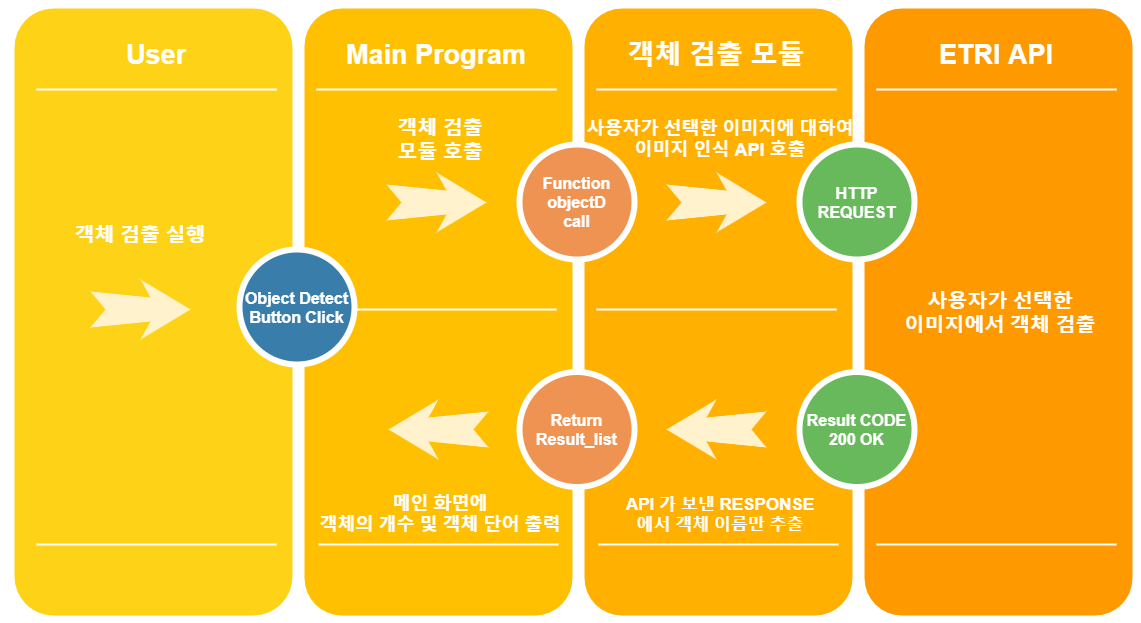 User
Main Program
객체 검출 모듈
ETRI API
객체 검출
모듈 호출
사용자가 선택한 이미지에 대하여
이미지 인식 API 호출
Function
objectD
call
HTTP
REQUEST
객체 검출 실행
Object Detect
Button Click
사용자가 선택한
이미지에서 객체 검출
Return
Result_list
Result CODE
200 OK
메인 화면에
객체의 개수 및 객체 단어 출력
API 가 보낸 RESPONSE
에서 객체 이름만 추출